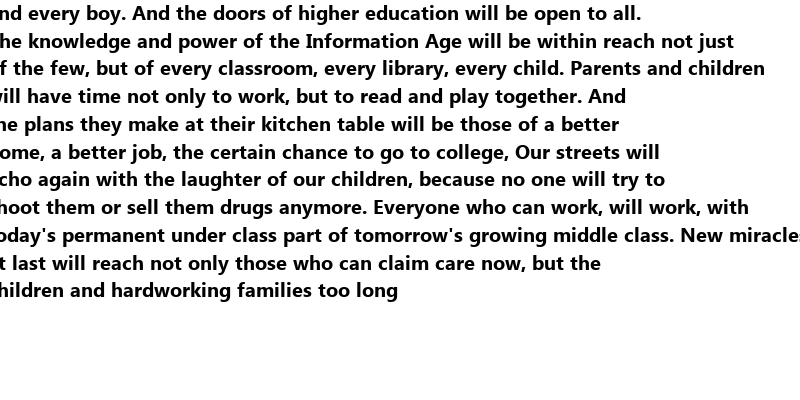 nd every boy. And the doors of higher education will be open to all.
he knowledge and power of the Information Age will be within reach not just
f the few, but of every classroom, every library, every child. Parents and children
will have time not only to work, but to read and play together. And
he plans they make at their kitchen table will be those of a better
ome, a better job, the certain chance to go to college, Our streets will
cho again with the laughter of our children, because no one will try to
hoot them or sell them drugs anymore. Everyone who can work, will work, with
oday's permanent under class part of tomorrow's growing middle class. New miracles
t last will reach not only those who can claim care now, but the
hildren and hardworking families too long